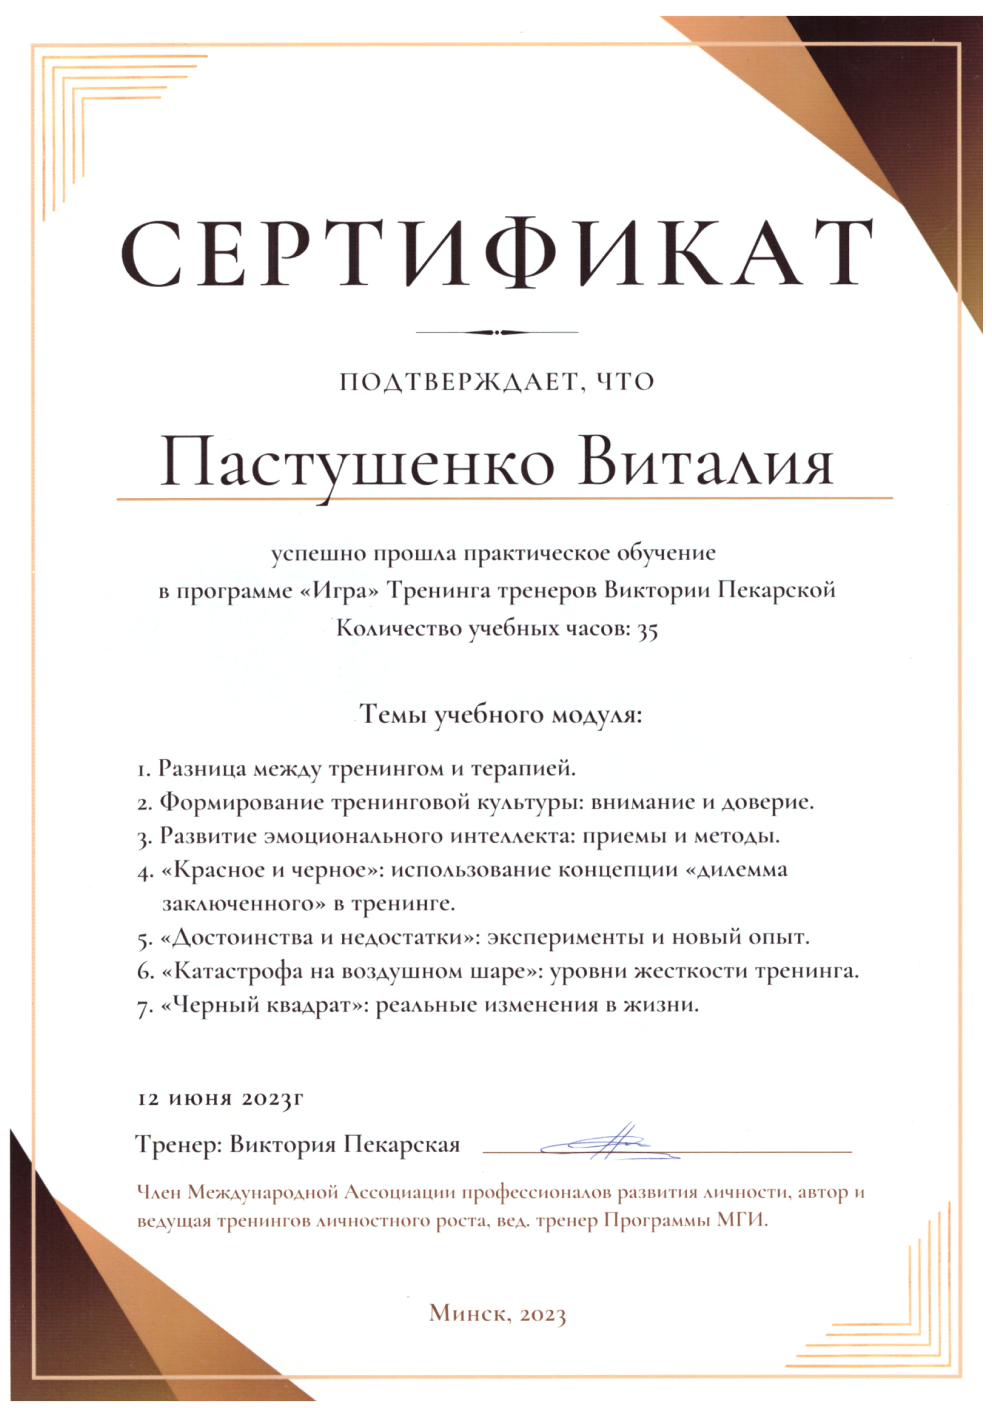 СЕРТИФИКАТ
ПОДТВЕРЖДАЕТ, ЧТО
Пастушенко Виталия
успешно прошла практическое обучение
в программе «Игра» Тренинга тренеров Виктории Пекарской
Количество учебных часов: 35
Темы учебного модуля:
1. Разница между тренингом и терапией.
2. Формирование тренинговой культуры: внимание и доверие.
3. Развитие эмоционального интеллекта: приемы и методы.
4. «Красное и черное»: использование концепции «дилемма
заключенного» в тренинге.
5. «Достоинства и недостатки»: эксперименты и новый опыт.
6. «Катастрофа на воздушном шаре»: уровни жесткости тренинга.
7. «Черный квадрат»: реальные изменения в жизни.
12 июня 2023г
Тренер: Виктория Пекарская
Член Международной Ассоциации профессионалов развития личности, автор и
ведущая тренингов личностного роста, вед. тренер Программы МГИ.
Минск, 2023